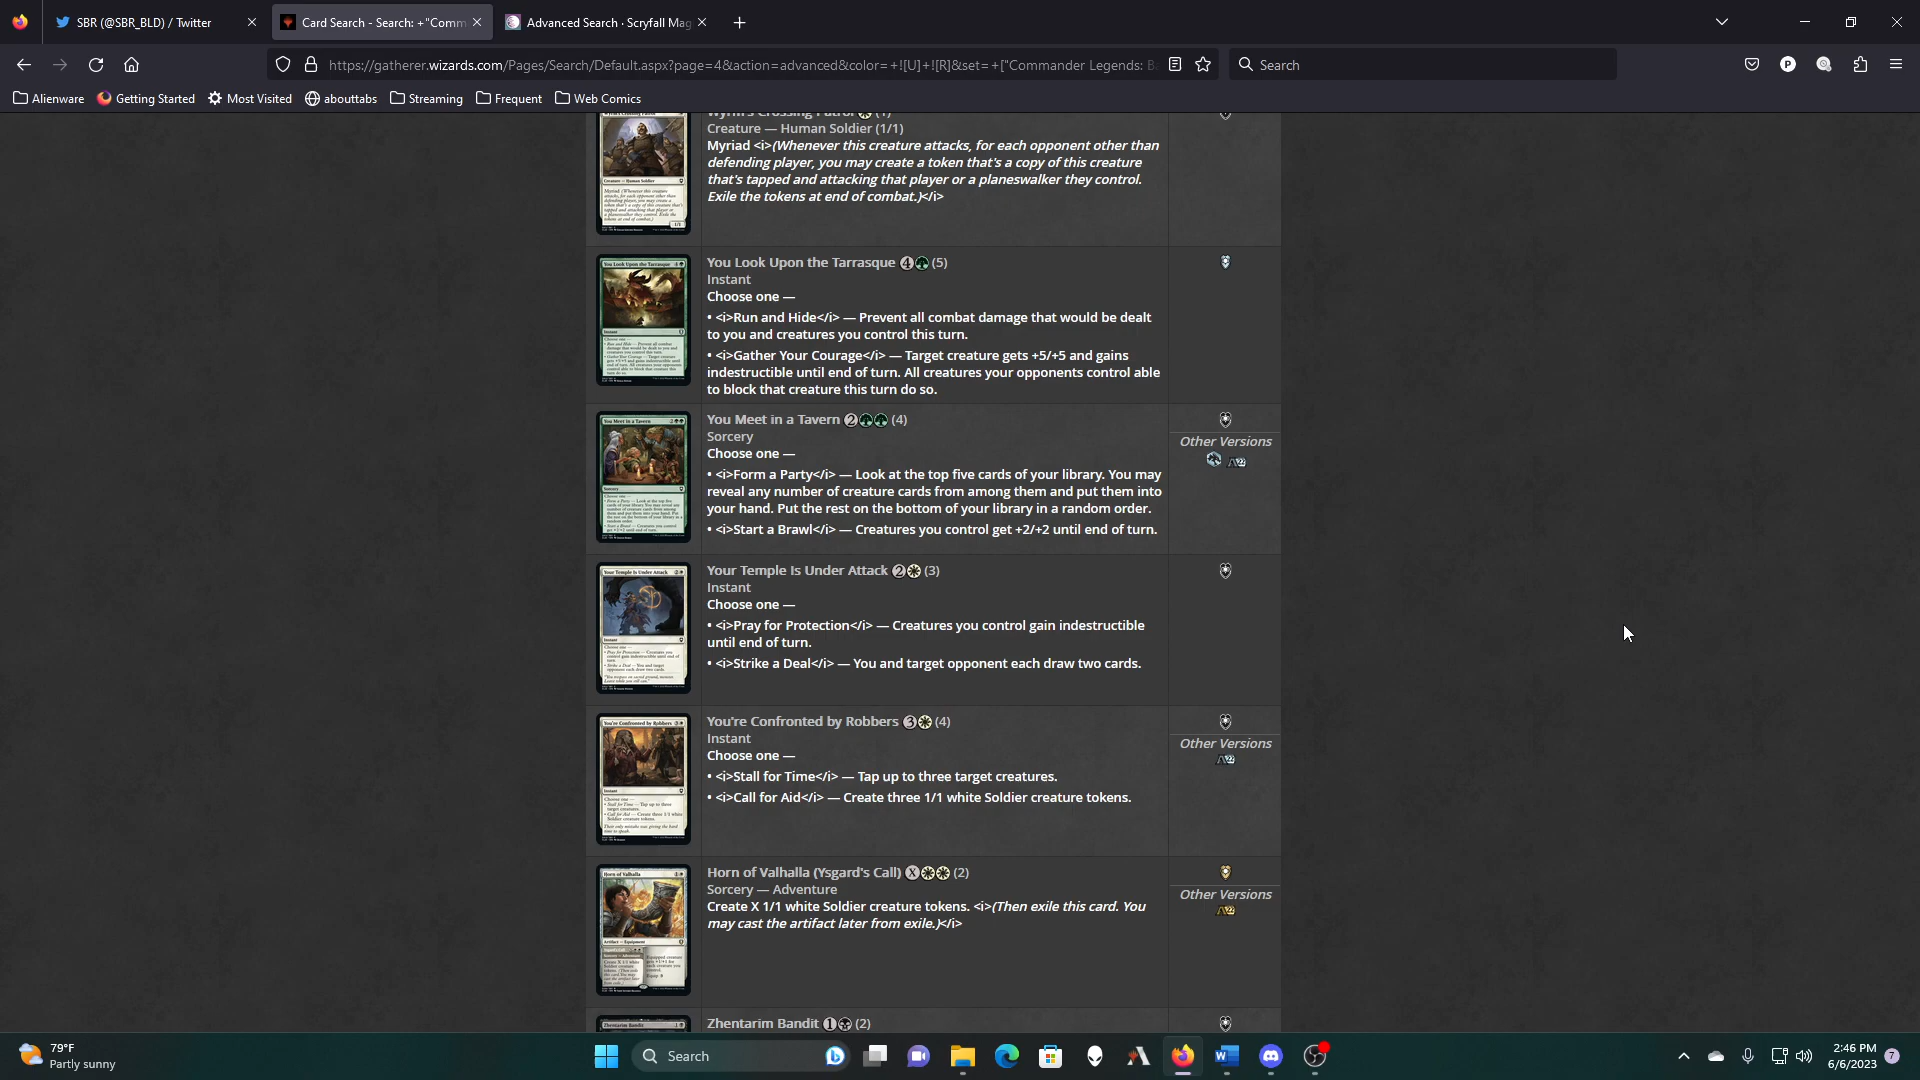 SBR (@SBR_BLD) / Twitter
Card Search - Search: +"Comm
Advanced Search · Scryfall Mag
https://gatherer.wizards.com/Pages/Search/Default.aspx?page=4&action=advanced&color=+![U]+![R]&set=+["Commander Legends: Ba
Search
Alienware
Getting Started
Most Visited
abouttabs
Streaming
Frequent
Web Comics
Wyrm's Crossing Patrol (1)
Creature — Human Soldier (1/1)
Myriad <i>(Whenever this creature attacks, for each opponent other than
defending player, you may create a token that's a copy of this creature
that's tapped and attacking that player or a planeswalker they control.
Exile the tokens at end of combat.)</i>
You Look Upon the Tarrasque 4 (5)
Instant
Choose one —
• <i>Run and Hide</i> — Prevent all combat damage that would be dealt
to you and creatures you control this turn.
• <i>Gather Your Courage</i> — Target creature gets +5/+5 and gains
indestructible until end of turn. All creatures your opponents control able
to block that creature this turn do so.
You Meet in a Tavern 2 (4)
Sorcery
Choose one —
• <i>Form a Party</i> — Look at the top five cards of your library. You may
reveal any number of creature cards from among them and put them into
your hand. Put the rest on the bottom of your library in a random order.
• <i>Start a Brawl</i> — Creatures you control get +2/+2 until end of turn.
Other Versions
Your Temple Is Under Attack 2 (3)
Instant
Choose one —
• <i>Pray for Protection</i> — Creatures you control gain indestructible
until end of turn.
• <i>Strike a Deal</i> — You and target opponent each draw two cards.
You're Confronted by Robbers 3 (4)
Instant
Choose one —
• <i>Stall for Time</i> — Tap up to three target creatures.
• <i>Call for Aid</i> — Create three 1/1 white Soldier creature tokens.
Other Versions
Horn of Valhalla (Ysgard's Call) X (2)
Sorcery — Adventure
Create X 1/1 white Soldier creature tokens. <i>(Then exile this card. You
may cast the artifact later from exile.)</i>
Other Versions
Zhentarim Bandit 1 (2)
79°F
Partly sunny
Search
2:46 PM
6/6/2023
7